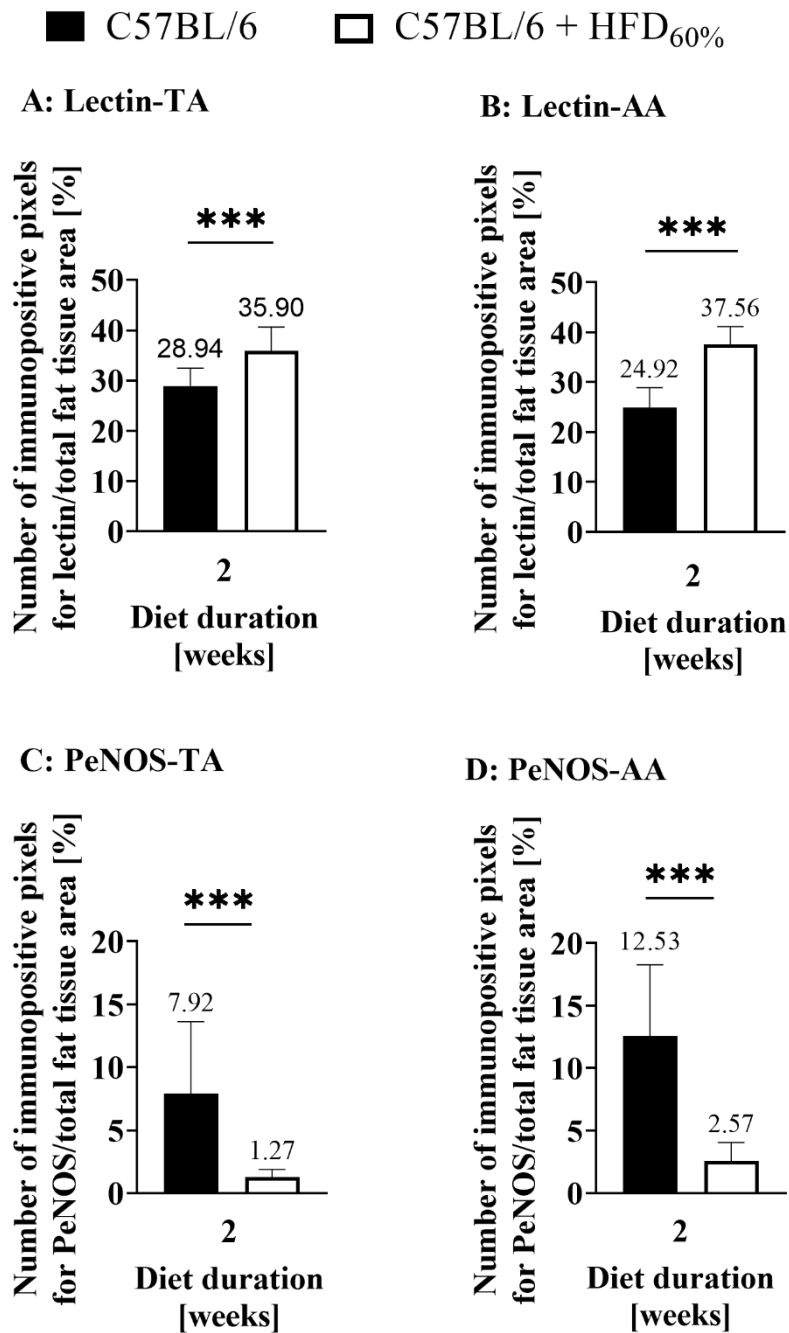 C57BL/6
C57BL/6 + HFD60%
A: Lectin-TA
Number of immunopositive pixels
for lectin/total fat tissue area [%]
***
50
40
30
20
10
0
28.94
35.90
2
Diet duration
[weeks]
B: Lectin-AA
Number of immunopositive pixels
for lectin/total fat tissue area [%]
***
50
40
30
20
10
0
24.92
37.56
2
Diet duration
[weeks]
C: PeNOS-TA
Number of immunopositive pixels
for PeNOS/total fat tissue area [%]
***
20
15
10
5
0
7.92
1.27
2
Diet duration
[weeks]
D: PeNOS-AA
Number of immunopositive pixels
for PeNOS/total fat tissue area [%]
***
20
15
10
5
0
12.53
2.57
2
Diet duration
[weeks]